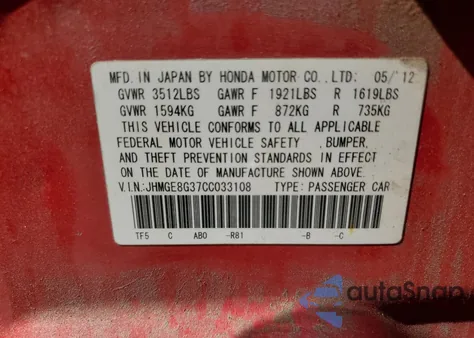 MFD. IN JAPAN BY HONDA MOTOR CO., LTD: 05/'12
GVWR 3512LBS GAWR F 1921LBS R 1619LBS
GVWR 1594KG GAWR F 872KG R 735KG
THIS VEHICLE CONFORMS TO ALL APPLICABLE
FEDERAL MOTOR VEHICLE SAFETY, BUMPER,
AND THEFT PREVENTION STANDARDS IN EFFECT
ON THE DATE OF MANUFACTURE SHOWN ABOVE.
V.I.N.:JHMGE8G37CC033108 TYPE: PASSENGER CAR
TF5 C AB0 -R81 -B -C
autoSnap